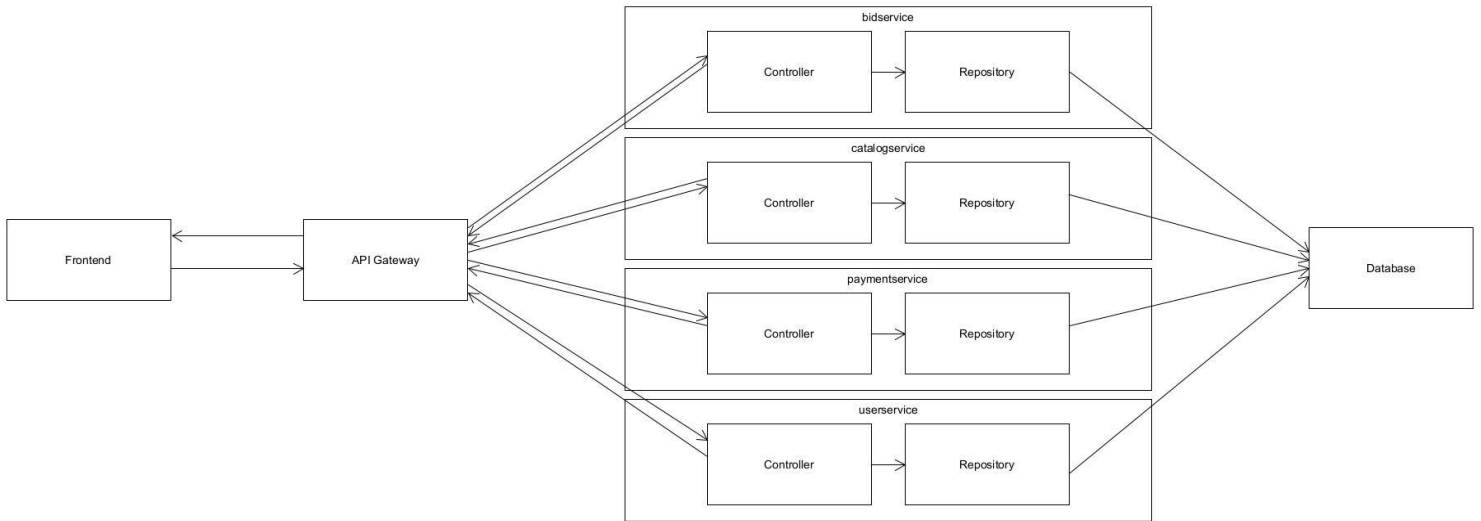 bidservice
Controller
Repository
catalogservice
Controller
Repository
Frontend
API Gateway
Database
paymentservice
Controller
Repository
userservice
Controller
Repository